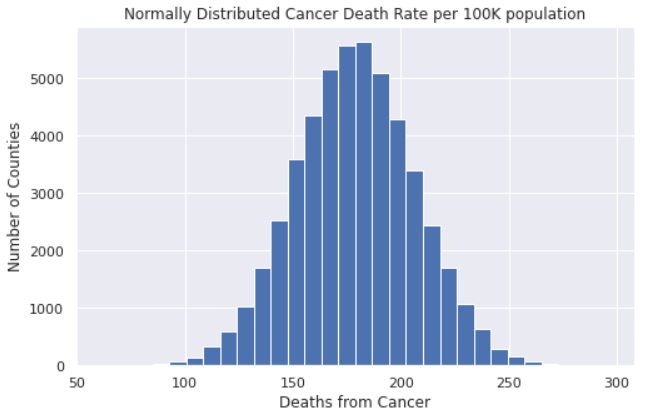 Normally Distributed Cancer Death Rate per 100K population
Number of Counties
5000
4000
3000
2000
1000
0
50 100 150 200 250 300
Deaths from Cancer